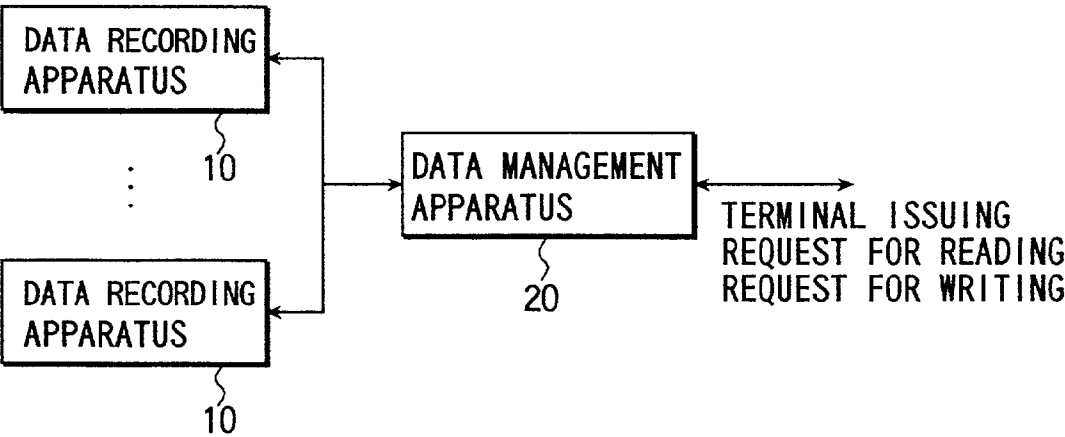 DATA RECORDING
APPARATUS
10
DATA MANAGEMENT
APPARATUS
20
TERMINAL ISSUING
REQUEST FOR READING
REQUEST FOR WRITING
DATA RECORDING
APPARATUS
10